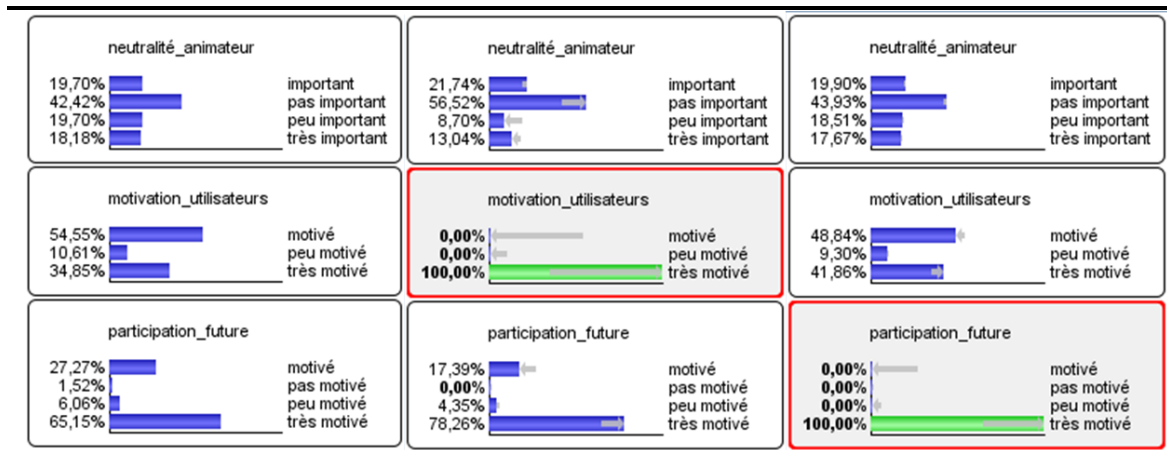 neutralité_animateur
19,70% important
42,42% pas important
19,70% peu important
18,18% très important
neutralité_animateur
21,74% important
56,52% pas important
8,70% peu important
13,04% très important
neutralité_animateur
19,90% important
43,93% pas important
18,51% peu important
17,67% très important
motivation_utilisateurs
54,55% motivé
10,61% peu motivé
34,85% très motivé
motivation_utilisateurs
0,00% motivé
0,00% peu motivé
100,00% très motivé
motivation_utilisateurs
48,84% motivé
9,30% peu motivé
41,86% très motivé
participation_future
27,27% motivé
1,52% pas motivé
6,06% peu motivé
65,15% très motivé
participation_future
17,39% motivé
0,00% pas motivé
4,35% peu motivé
78,26% très motivé
participation_future
0,00% motivé
0,00% pas motivé
0,00% peu motivé
100,00% très motivé